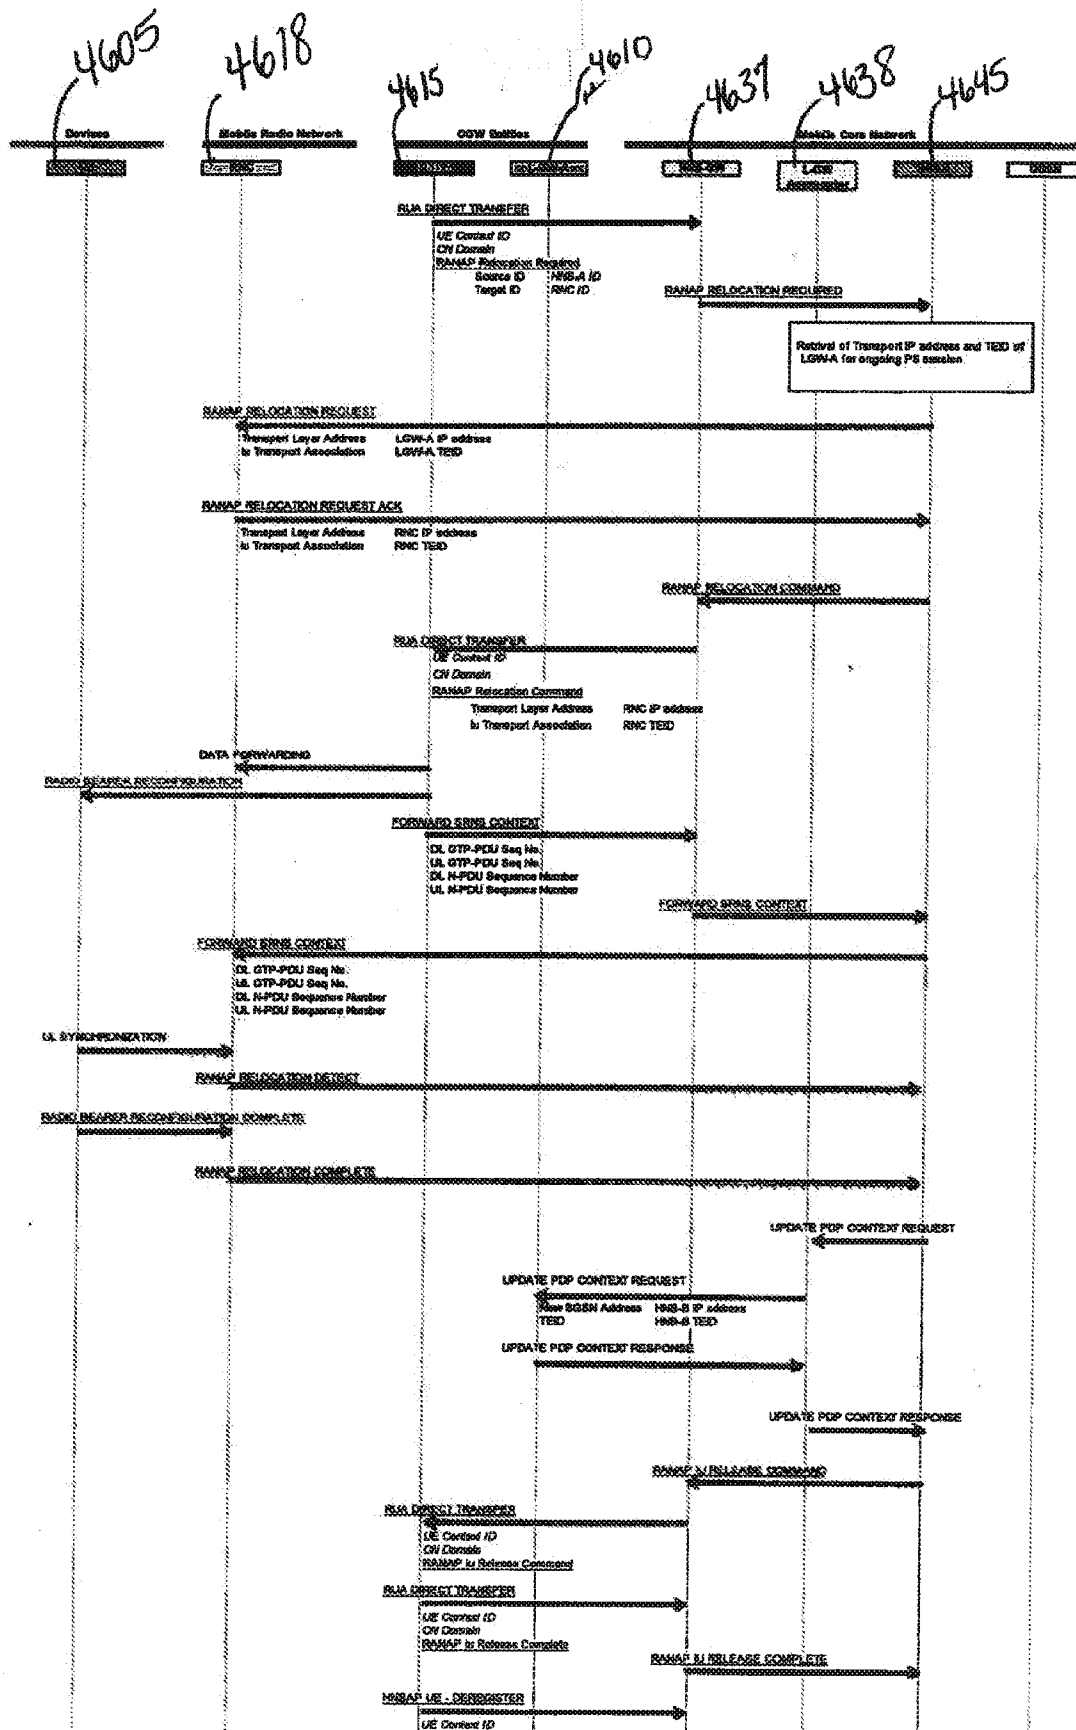 4605
4618
4615
4610
4637
4638
4645
Devices
Mobile Radio Network
CGW Entities
Mobile Core Network
RNC
L-GW
Aggregator
RUA DIRECT TRANSFER
UE Context ID
CN Domain
RANAP Relocation Required
Source ID HNB-A ID
Target ID RNC ID
RANAP RELOCATION REQUIRED
Retrival of Transport IP address and TEID of
LGW-A for ongoing PS session
RANAP RELOCATION REQUEST
Transport Layer Address LGW-A IP address
Iu Transport Association LGW-A TEID
RANAP RELOCATION REQUEST ACK
Transport Layer Address RNC IP address
Iu Transport Association RNC TEID
RANAP RELOCATION COMMAND
RUA DIRECT TRANSFER
UE Context ID
CN Domain
RANAP Relocation Command
Transport Layer Address RNC IP address
Iu Transport Association RNC TEID
DATA FORWARDING
RADIO BEARER RECONFIGURATION
FORWARD SRNS CONTEXT
DL GTP-PDU Seq No.
UL GTP-PDU Seq No.
DL N-PDU Sequence Number
UL N-PDU Sequence Number
FORWARD SRNS CONTEXT
FORWARD SRNS CONTEXT
DL GTP-PDU Seq No.
UL GTP-PDU Seq No.
DL N-PDU Sequence Number
UL N-PDU Sequence Number
UL SYNCHRONIZATION
RANAP RELOCATION DETECT
RADIO BEARER RECONFIGURATION COMPLETE
RANAP RELOCATION COMPLETE
UPDATE PDP CONTEXT REQUEST
UPDATE PDP CONTEXT REQUEST
New SGSN Address HNB-B IP address
TEID HNB-B TEID
UPDATE PDP CONTEXT RESPONSE
UPDATE PDP CONTEXT RESPONSE
RANAP IU RELEASE COMMAND
RUA DIRECT TRANSFER
UE Context ID
CN Domain
RANAP Iu Release Command
RUA DIRECT TRANSFER
UE Context ID
CN Domain
RANAP Iu Release Complete
RANAP IU RELEASE COMPLETE
HNBAP UE - DEREGISTER
UE Context ID